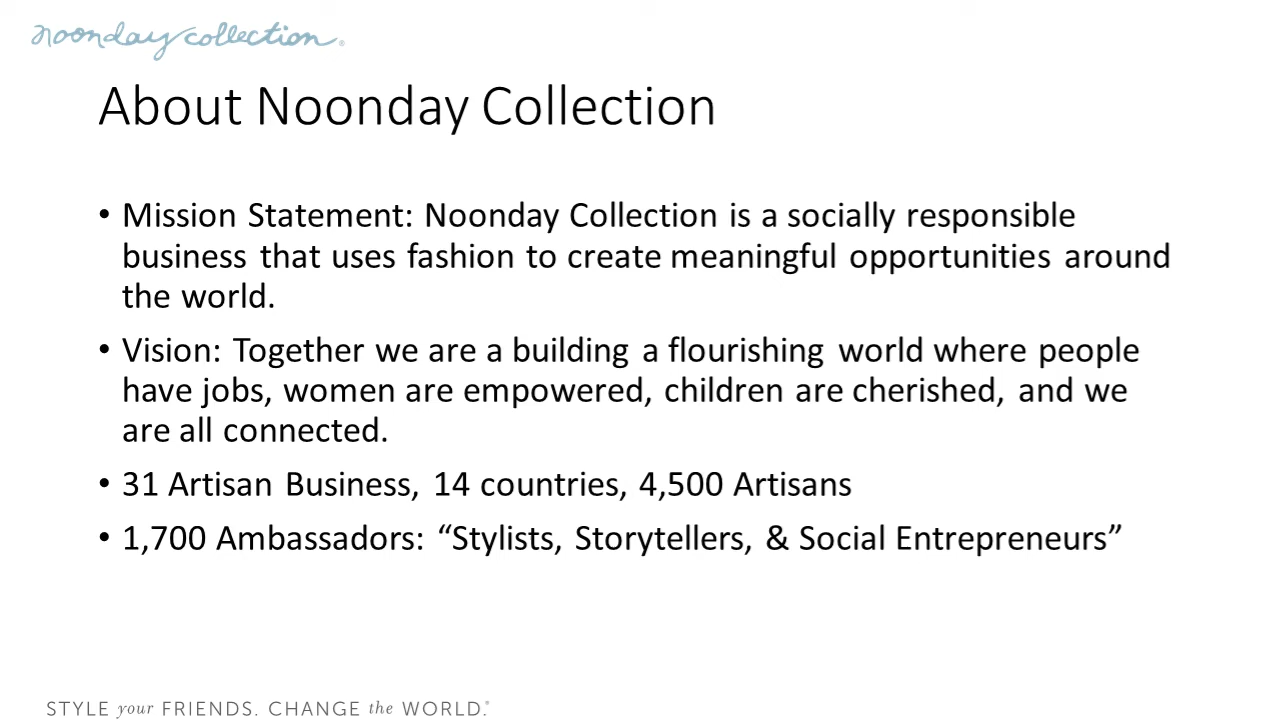 noonday collection®
About Noonday Collection
• Mission Statement: Noonday Collection is a socially responsible
business that uses fashion to create meaningful opportunities around
the world.
• Vision: Together we are a building a flourishing world where people
have jobs, women are empowered, children are cherished, and we
are all connected.
• 31 Artisan Business, 14 countries, 4,500 Artisans
• 1,700 Ambassadors: “Stylists, Storytellers, & Social Entrepreneurs”
STYLE your FRIENDS. CHANGE the WORLD.®